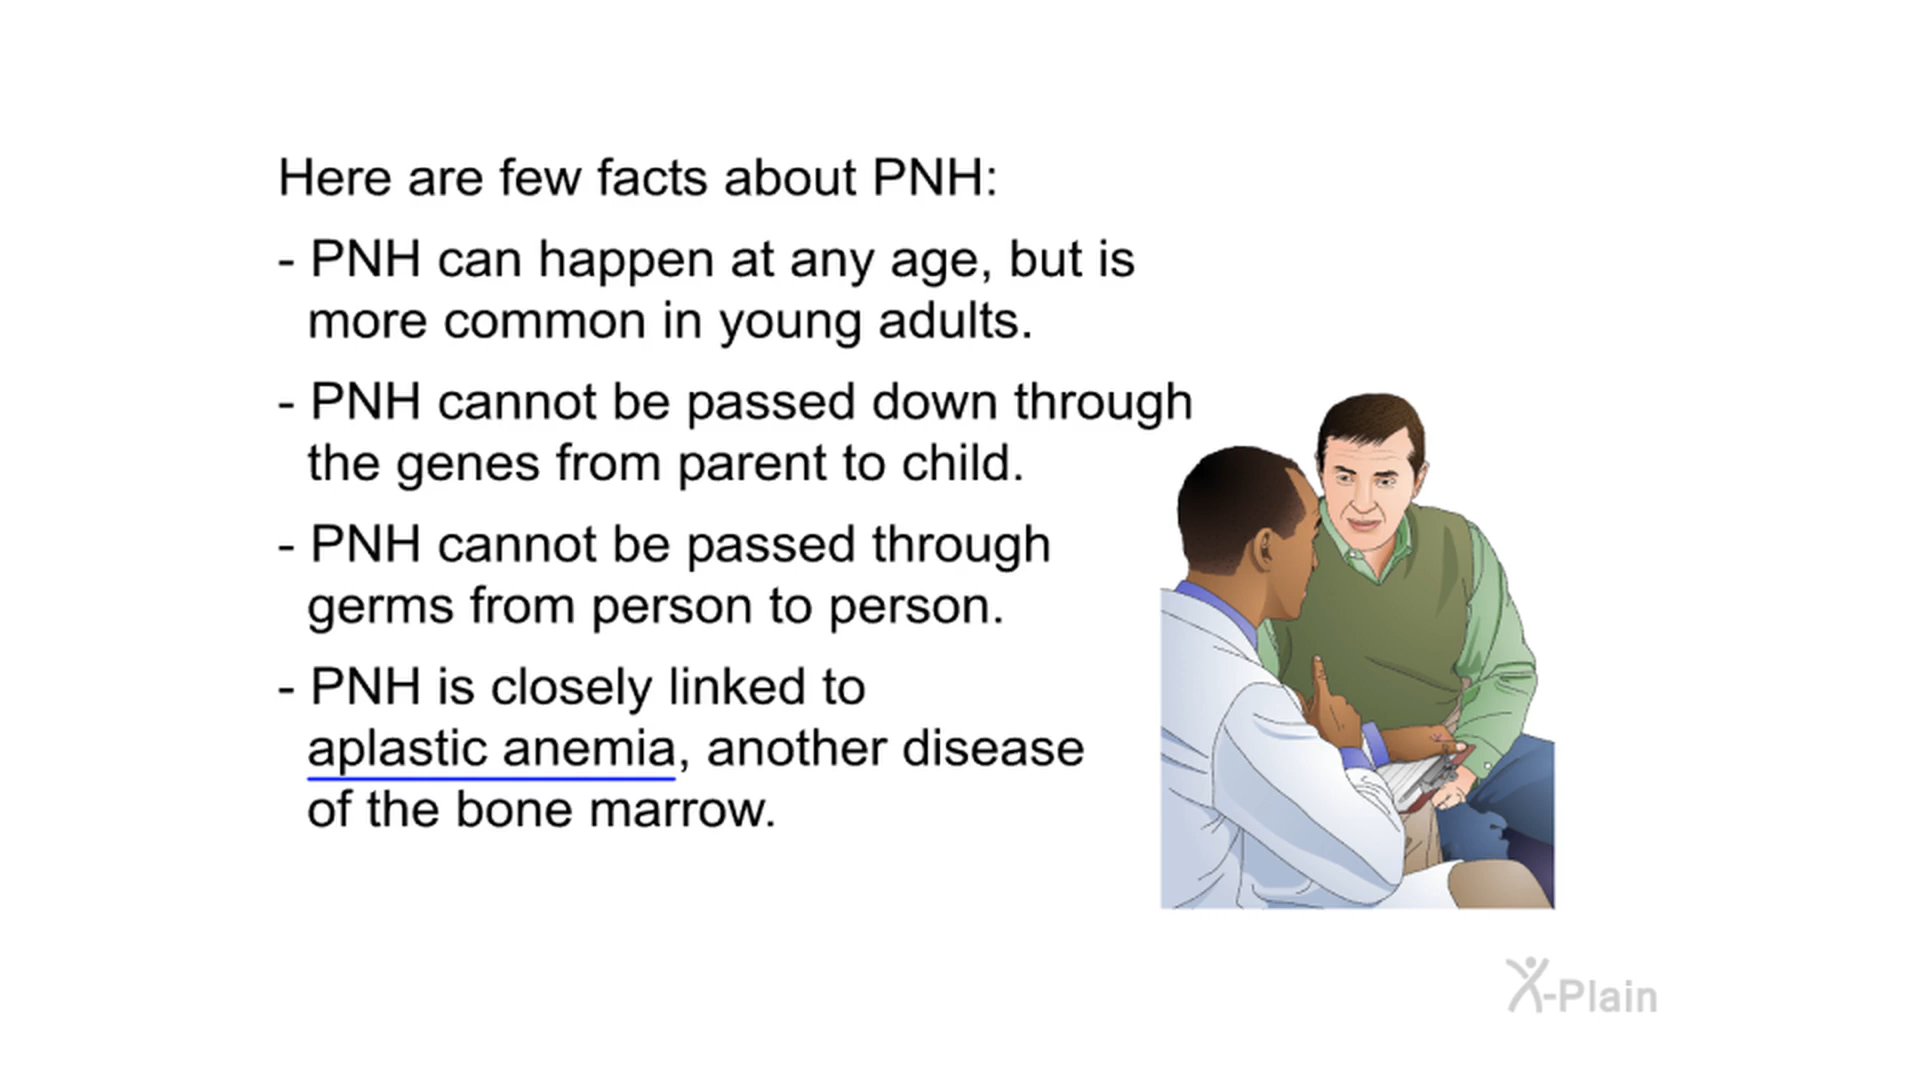 Here are few facts about PNH:
- PNH can happen at any age, but is
more common in young adults.
- PNH cannot be passed down through
the genes from parent to child.
- PNH cannot be passed through
germs from person to person.
- PNH is closely linked to
aplastic anemia, another disease
of the bone marrow.
X-Plain